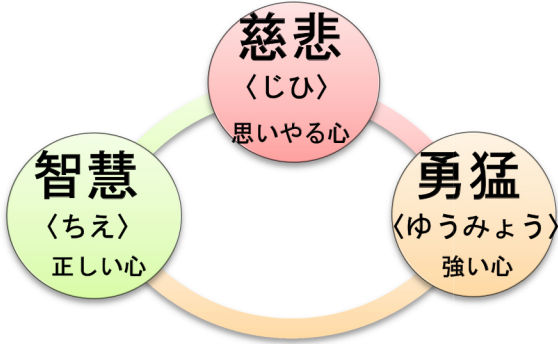 慈悲
〈じひ〉
思いやる心
智慧
〈ちえ〉
正しい心
勇猛
〈ゆうみょう〉
強い心